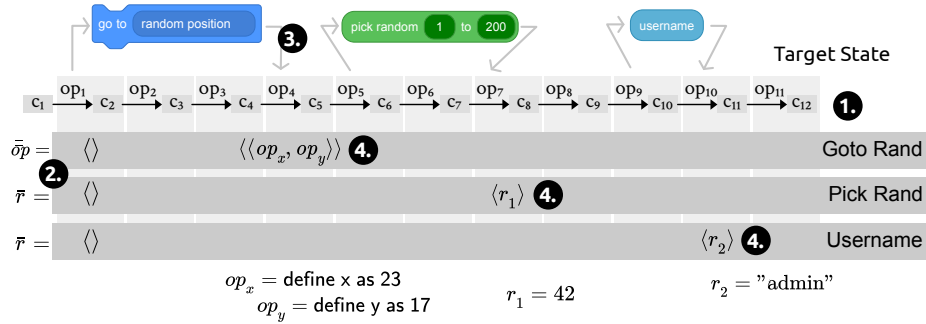 go to random position
3.
pick random 1 to 200
username
Target State
op₁ op₂ op₃ op₄ op₅ op₆ op₇ op₈ op₉ op₁₀ op₁₁
c₁ c₂ c₃ c₄ c₅ c₆ c₇ c₈ c₉ c₁₀ c₁₁ c₁₂ 1.
o̅p̅ = ⟨⟩ ⟨⟨opₓ, op_y⟩⟩ 4. Goto Rand
2.
r̄ = ⟨⟩ ⟨r₁⟩ 4. Pick Rand
r̄ = ⟨⟩ ⟨r₂⟩ 4. Username
opₓ = define x as 23
op_y = define y as 17
r₁ = 42
r₂ = ”admin”